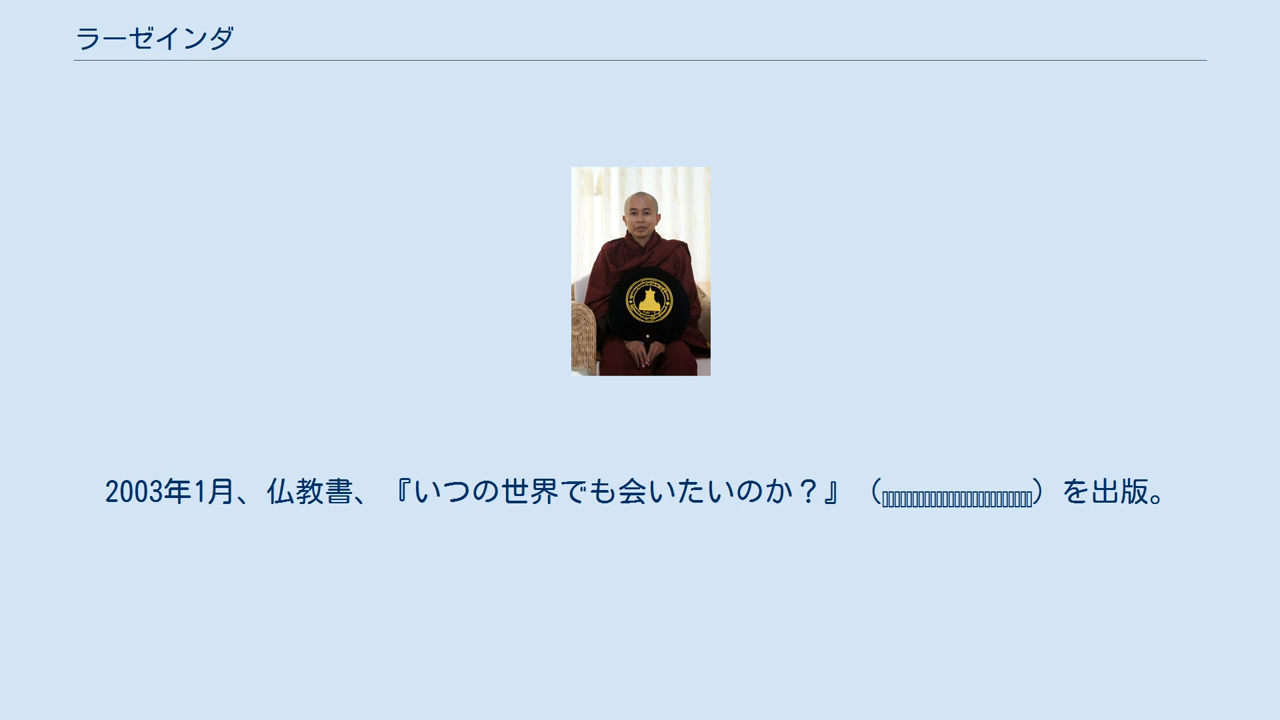 ラーゼインダ
2003年1月、仏教書、『いつの世界でも会いたいのか？』（）を出版。